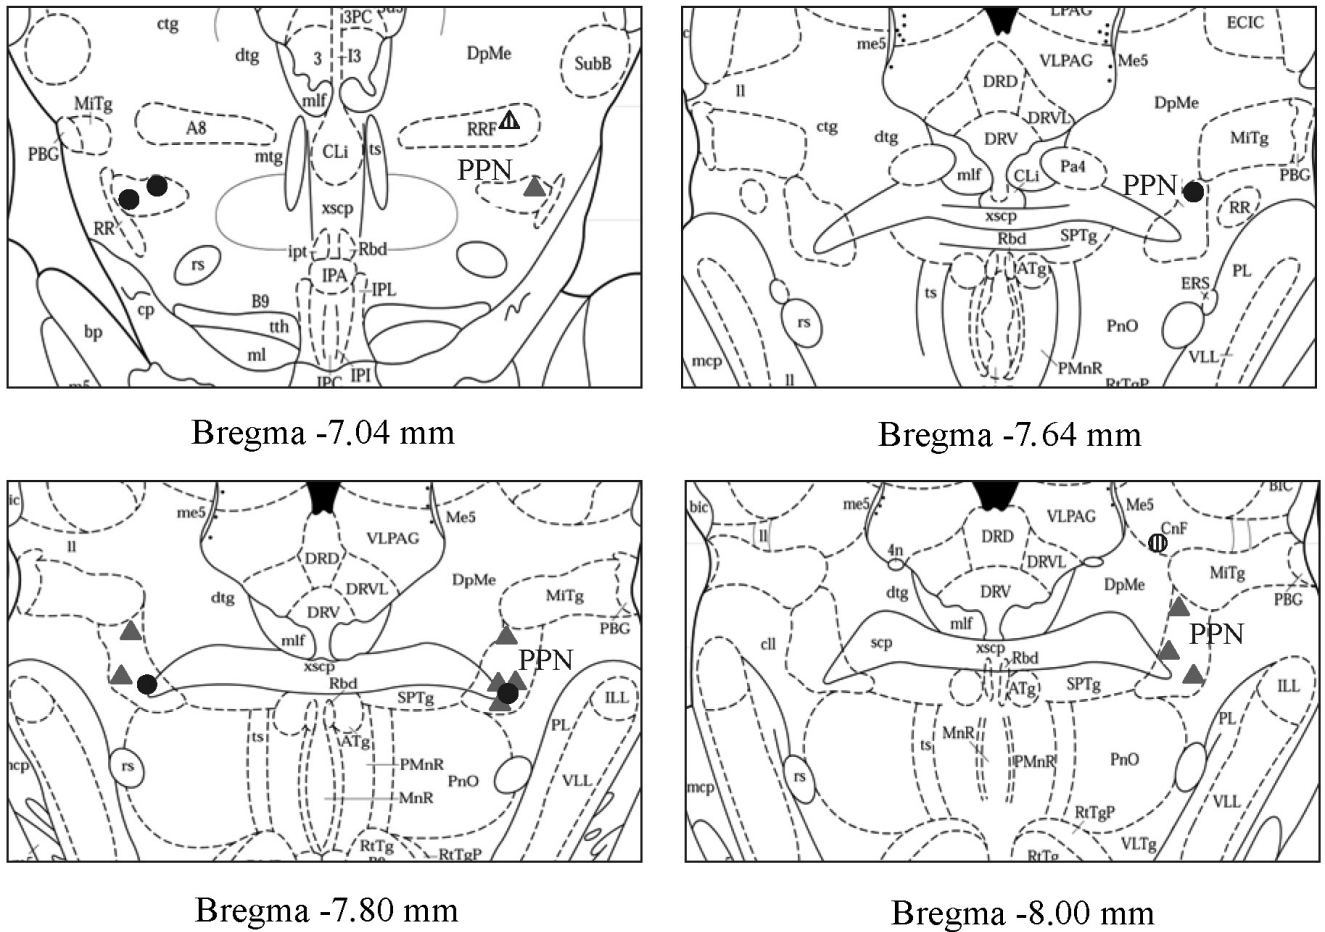 ctg
3PC
dtg
3
I3
DpMe
SubB
mlf
MiTg
A8
RRF
PBG
mtg
CLi
ts
PPN
RR
xscp
ipt
Rbd
rs
IPA
B9
IPL
cp
tth
bp
ml
IPC
IPI
Bregma -7.04 mm
LPAG
ECIC
c
me5
VLPAG
Me5
ll
DRD
DpMe
ctg
dtg
DRVL
DRV
MiTg
mlf
CLi
Pa4
PPN
PBG
xscp
RR
Rbd
SPTg
ATg
ERS
PL
ts
rs
PnO
mcp
PMnR
VLL
ll
RtTgP
Bregma -7.64 mm
ic
me5
Me5
ll
VLPAG
DRD
DpMe
DRVL
dtg
DRV
MiTg
mlf
PBG
xscp
PPN
Rbd
SPTg
ILL
ts
ATg
PL
rs
PMnR
PnO
VLL
MnR
RtTg
RtTgP
Bregma -7.80 mm
bic
me5
Me5
BIC
VLPAG
CnF
ll
DRD
4n
DRVL
MiTg
dtg
DRV
DpMe
PBG
mlf
PPN
cll
scp
xscp
Rbd
ATg
SPTg
ILL
MnR
PL
ts
PMnR
PnO
rs
mcp
VLL
RtTgP
VLTg
RtTg
Bregma -8.00 mm